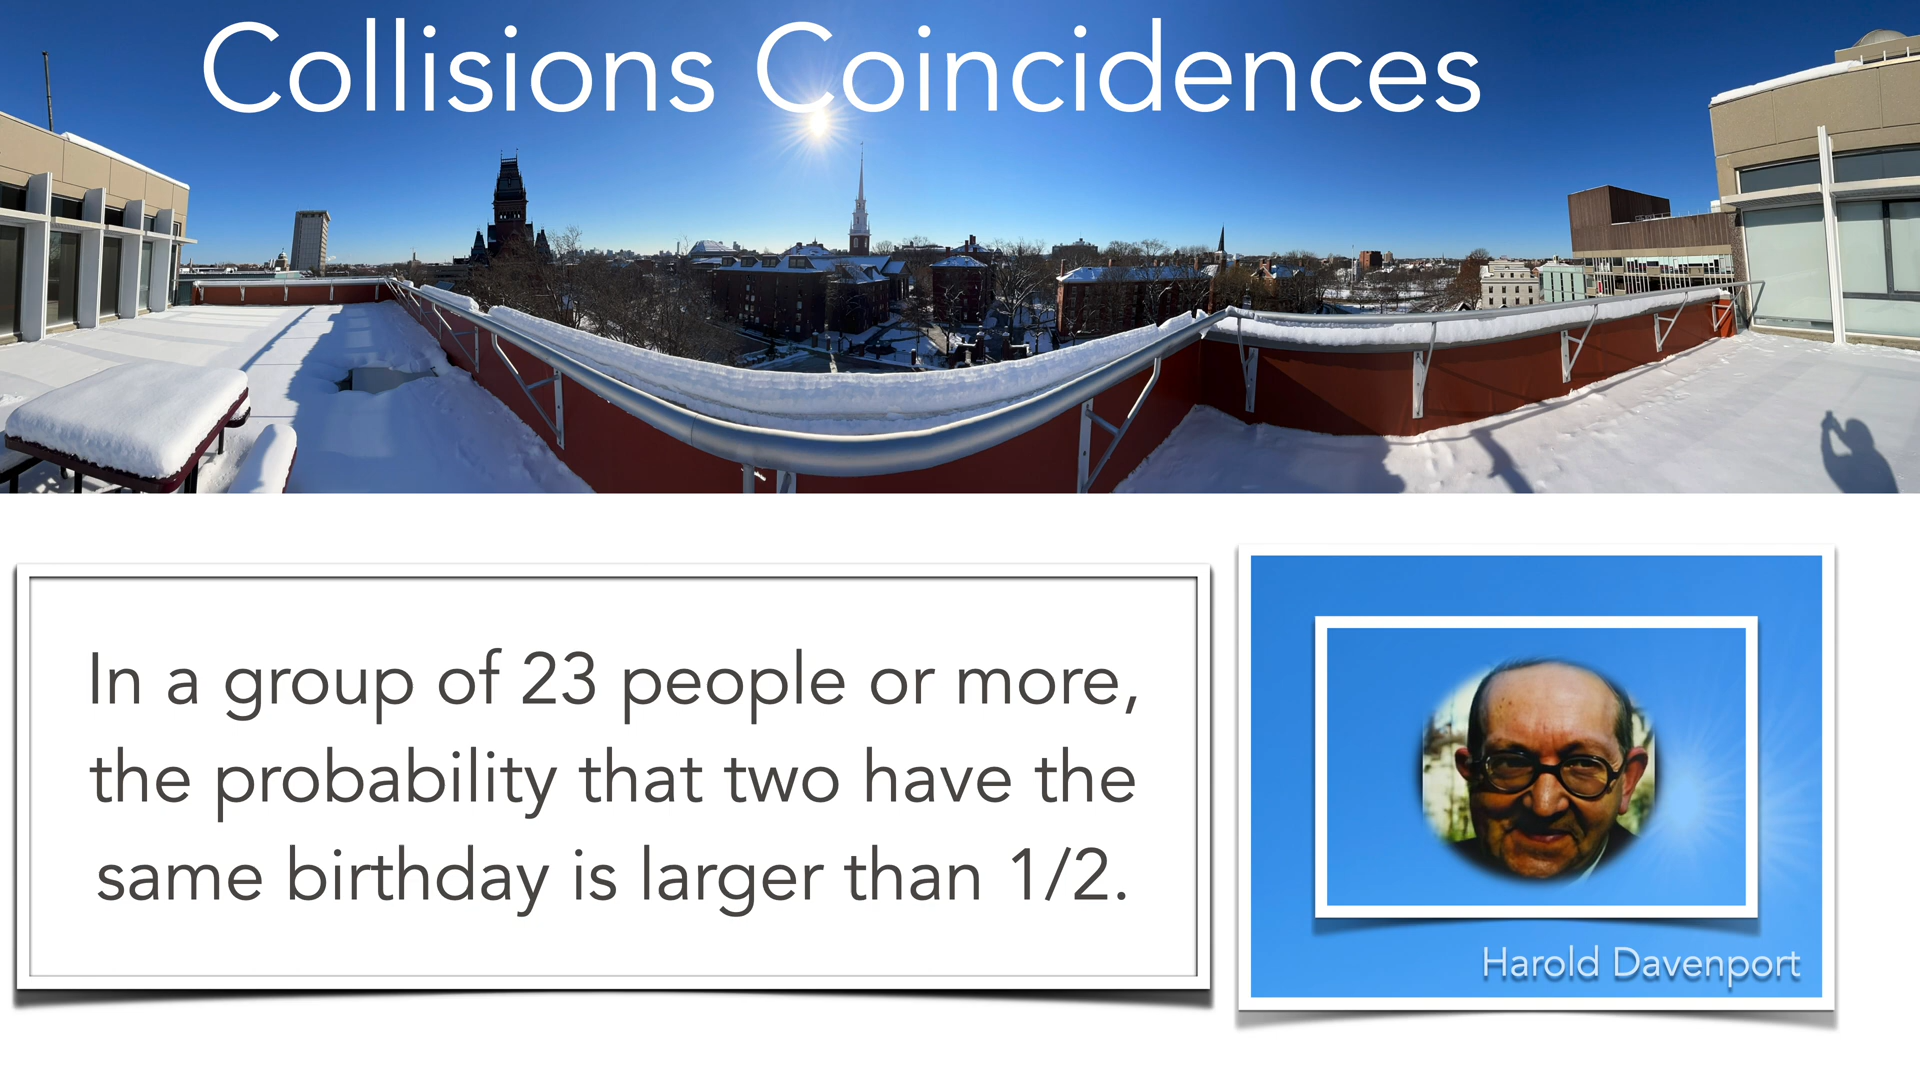 Collisions Coincidences
In a group of 23 people or more,
the probability that two have the
same birthday is larger than 1/2.
Harold Davenport